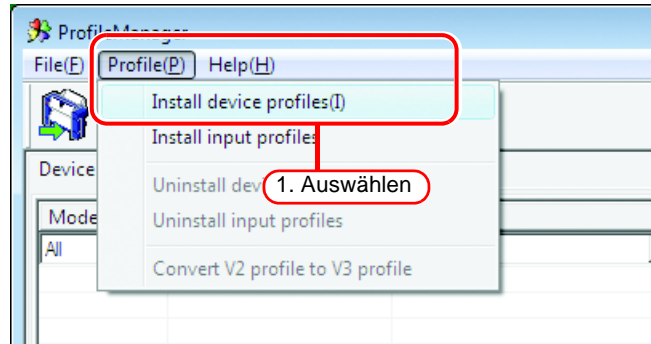 ProfileManager
File(F) Profile(P) Help(H)
Install device profiles(I)
Install input profiles
Device
Uninstall devi
1. Auswählen
Mode
Uninstall input profiles
All
Convert V2 profile to V3 profile